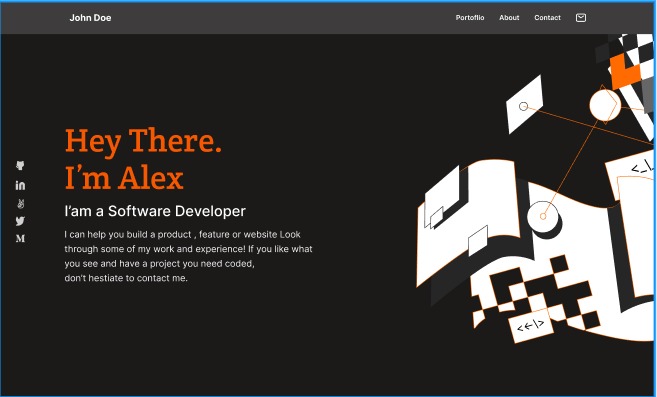 John Doe
Portoflio About Contact
Hey There.
I'm Alex
I'am a Software Developer
I can help you build a product , feature or website Look
through some of my work and experience! If you like what
you see and have a project you need coded,
don't hestiate to contact me.
in
M
<_\
<←|>